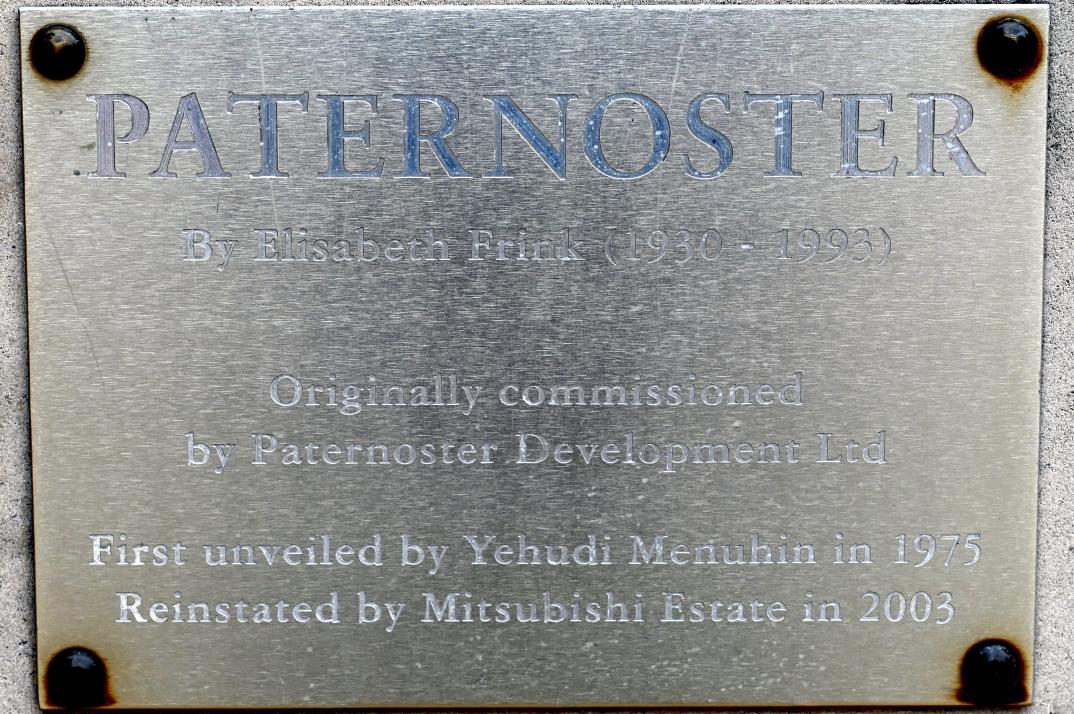 PATERNOSTER
By Elisabeth Frink (1930 - 1993)
Originally commissioned
by Paternoster Development Ltd
First unveiled by Yehudi Menuhin in 1975
Reinstated by Mitsubishi Estate in 2003